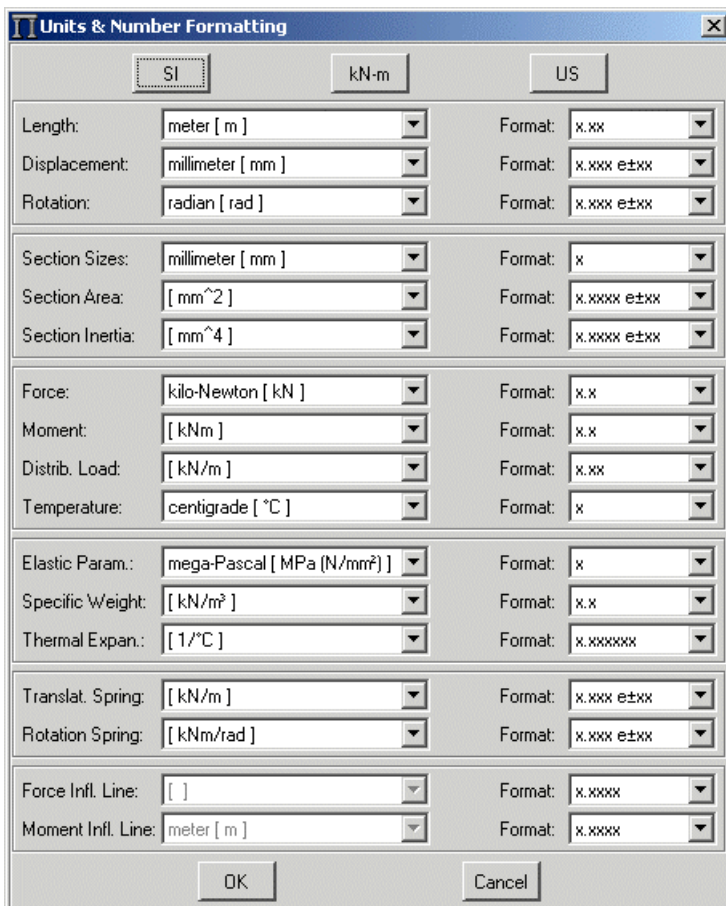 Units & Number Formatting
SI kN-m US
Length: meter [ m ] Format: x.xx
Displacement: millimeter [ mm ] Format: x.xxx e±xx
Rotation: radian [ rad ] Format: x.xxx e±xx
Section Sizes: millimeter [ mm ] Format: x
Section Area: [ mm^2 ] Format: x.xxxx e±xx
Section Inertia: [ mm^4 ] Format: x.xxxx e±xx
Force: kilo-Newton [ kN ] Format: x.x
Moment: [ kNm ] Format: x.x
Distrib. Load: [ kN/m ] Format: x.xx
Temperature: centigrade [ °C ] Format: x
Elastic Param.: mega-Pascal [ MPa (N/mm²) ] Format: x
Specific Weight: [ kN/m³ ] Format: x.x
Thermal Expan.: [ 1/°C ] Format: x.xxxxxx
Translat. Spring: [ kN/m ] Format: x.xxx e±xx
Rotation Spring: [ kNm/rad ] Format: x.xxx e±xx
Force Infl. Line: [ ] Format: x.xxxx
Moment Infl. Line: meter [ m ] Format: x.xxxx
OK Cancel